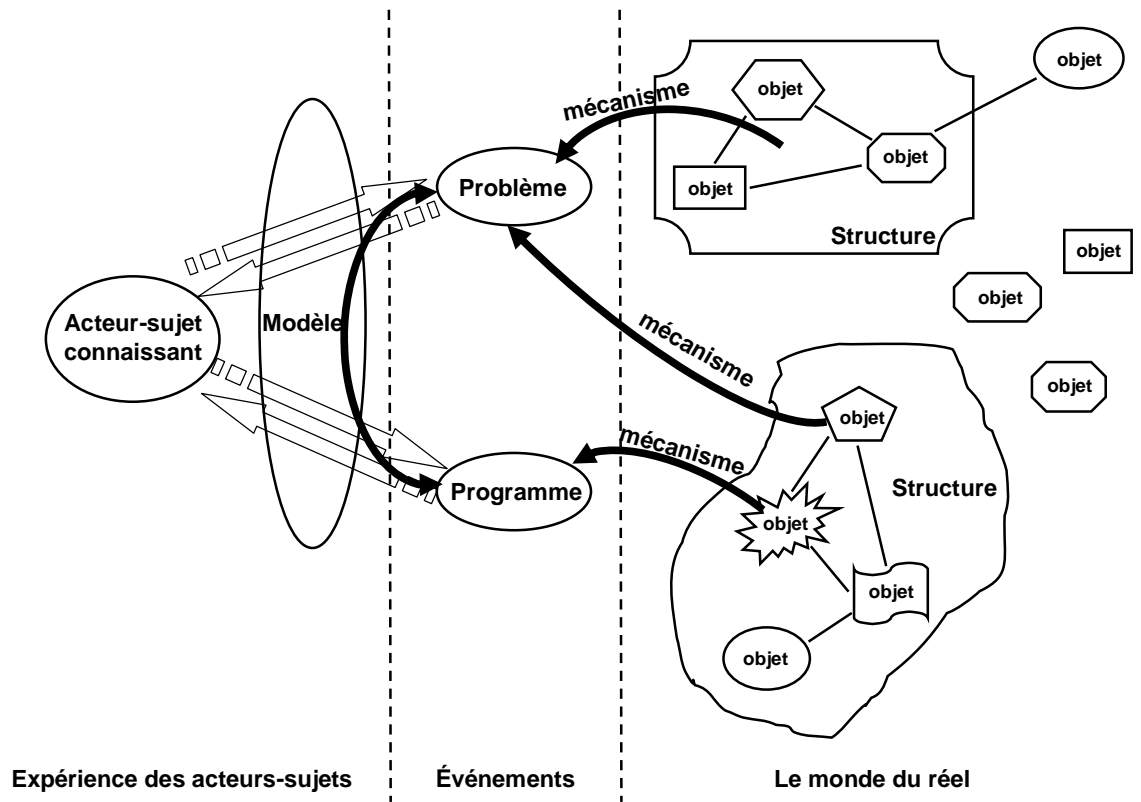 objet
objet
mécanisme
objet
objet
Problème
Structure
objet
objet
Acteur-sujet
connaissant
Modèle
mécanisme
objet
objet
mécanisme
Programme
Structure
objet
objet
objet
Expérience des acteurs-sujets
Événements
Le monde du réel